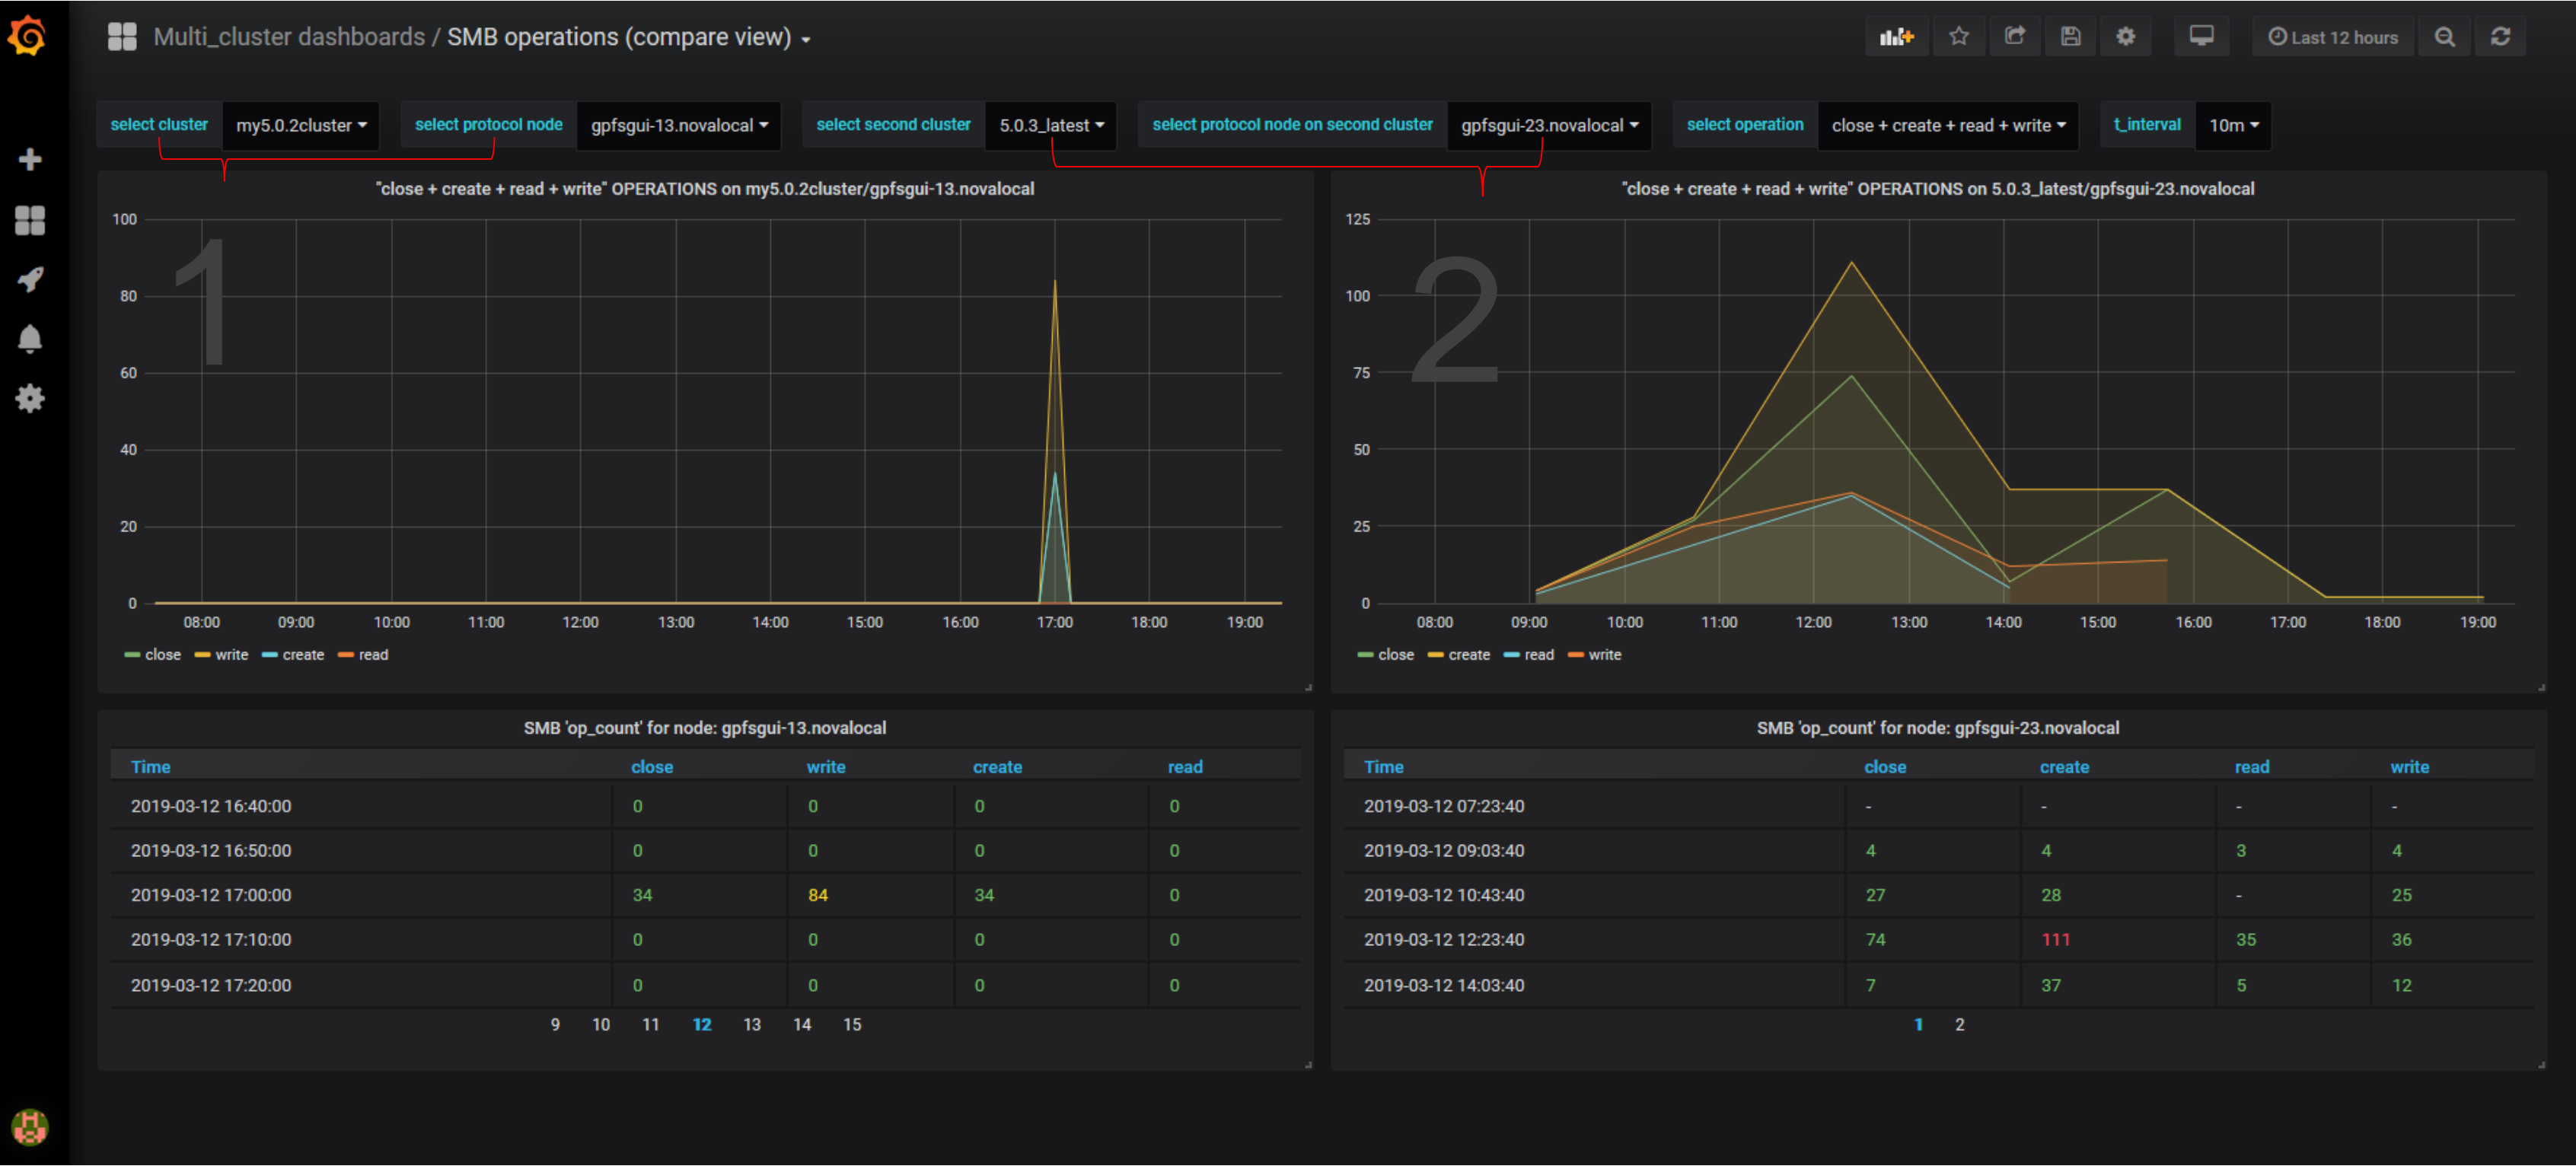 Multi_cluster dashboards / SMB operations (compare view)
Last 12 hours
select cluster my5.0.2cluster select protocol node gpfsgui-13.novalocal select second cluster 5.0.3_latest select protocol node on second cluster gpfsgui-23.novalocal select operation close + create + read + write t_interval 10m
"close + create + read + write" OPERATIONS on my5.0.2cluster/gpfsgui-13.novalocal
1
100
80
60
40
20
0
08:00 09:00 10:00 11:00 12:00 13:00 14:00 15:00 16:00 17:00 18:00 19:00
close write create read
"close + create + read + write" OPERATIONS on 5.0.3_latest/gpfsgui-23.novalocal
2
125
100
75
50
25
0
08:00 09:00 10:00 11:00 12:00 13:00 14:00 15:00 16:00 17:00 18:00 19:00
close create read write
SMB 'op_count' for node: gpfsgui-13.novalocal
Time close write create read
2019-03-12 16:40:00 0 0 0 0
2019-03-12 16:50:00 0 0 0 0
2019-03-12 17:00:00 34 84 34 0
2019-03-12 17:10:00 0 0 0 0
2019-03-12 17:20:00 0 0 0 0
9 10 11 12 13 14 15
SMB 'op_count' for node: gpfsgui-23.novalocal
Time close create read write
2019-03-12 07:23:40 - - - -
2019-03-12 09:03:40 4 4 3 4
2019-03-12 10:43:40 27 28 - 25
2019-03-12 12:23:40 74 111 35 36
2019-03-12 14:03:40 7 37 5 12
1 2